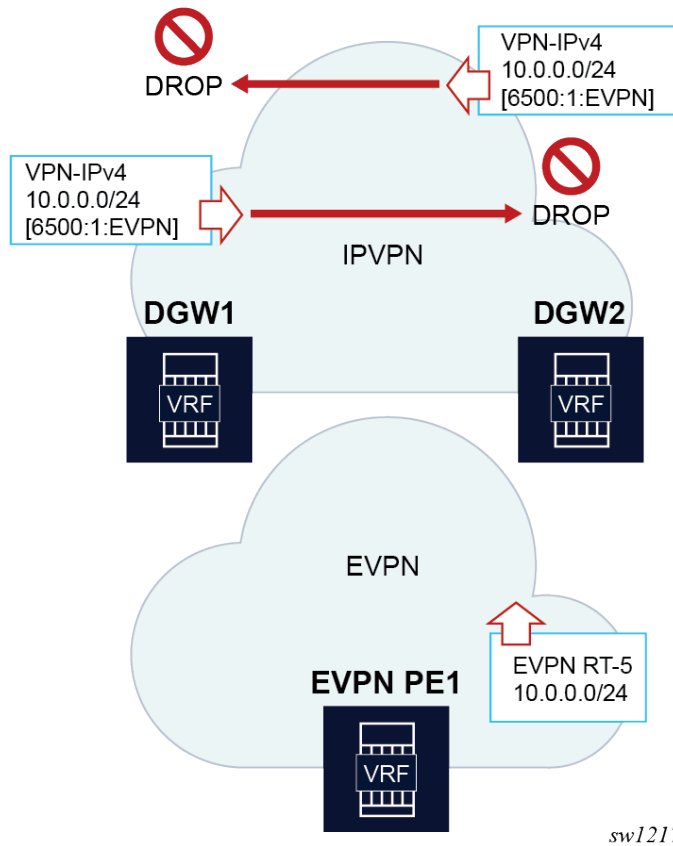 VPN-IPv4
10.0.0.0/24
[6500:1:EVPN]
DROP
VPN-IPv4
10.0.0.0/24
[6500:1:EVPN]
DROP
IPVPN
DGW1
DGW2
VRF
VRF
EVPN
EVPN RT-5
10.0.0.0/24
EVPN PE1
VRF